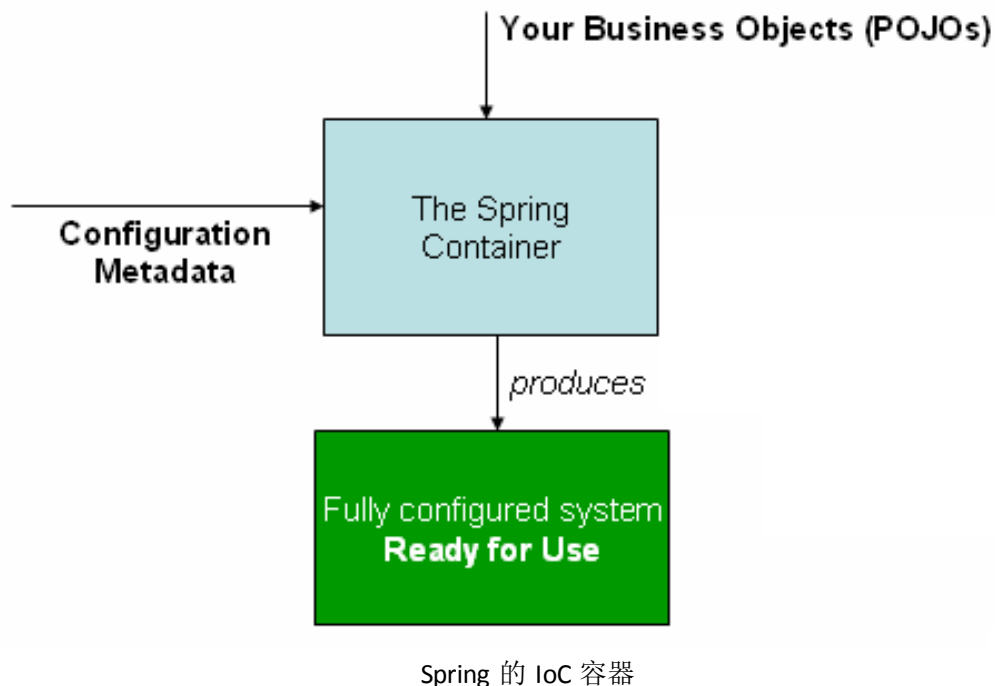 Your Business Objects (POJOs)
The Spring
Container
Configuration
Metadata
produces
Fully configured system
Ready for Use
Spring 的 IoC 容器